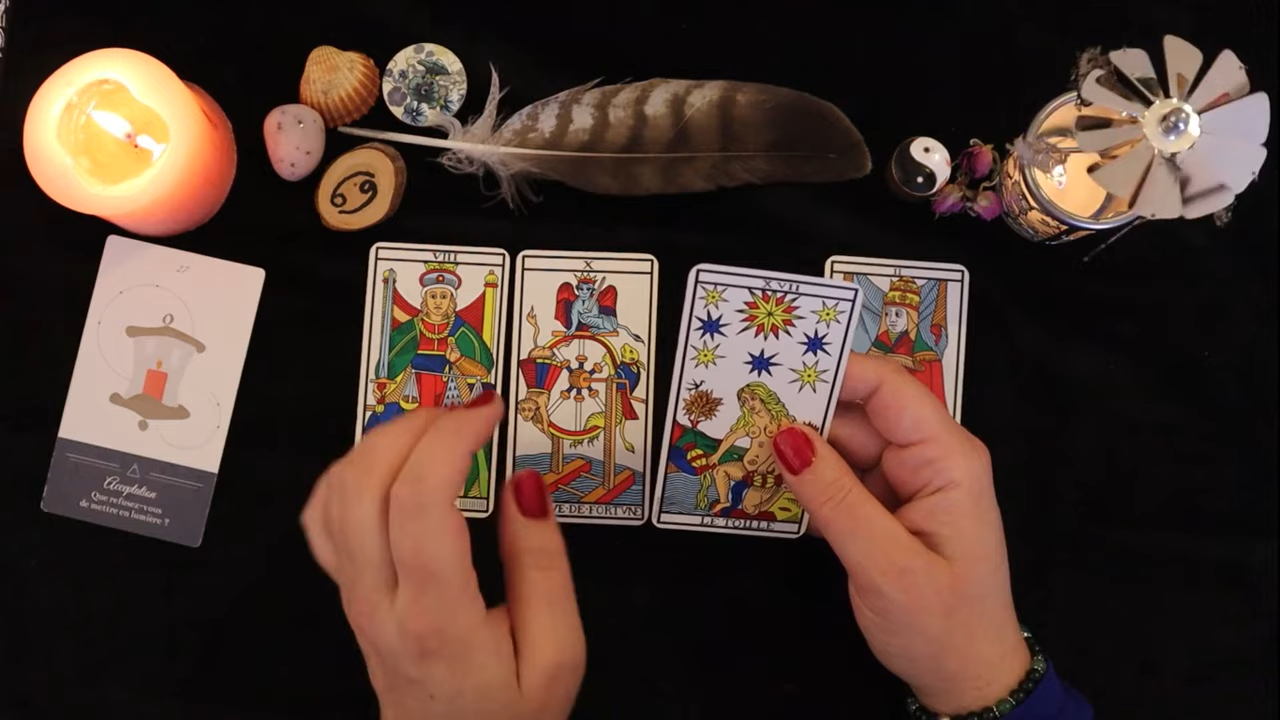 27
Acceptation
Que refusez-vous
de mettre en lumière ?
VIII
X
VE·DE·FORTVNE
XVII
LE TOILLE
II